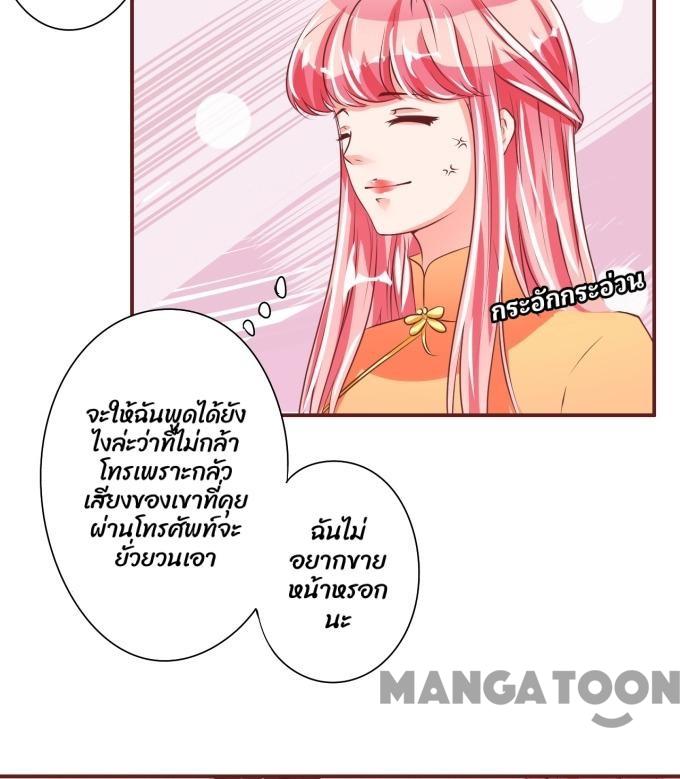 กระอักกระอ่วน
จะให้ฉันพูดได้ยัง
ไงล่ะว่าที่ไม่กล้า
โทรเพราะกลัว
เสียงของเขาที่คุย
ผ่านโทรศัพท์จะ
ยั่วยวนเอา
ฉันไม่
อยากขาย
หน้าหรอก
นะ
MANGATOON